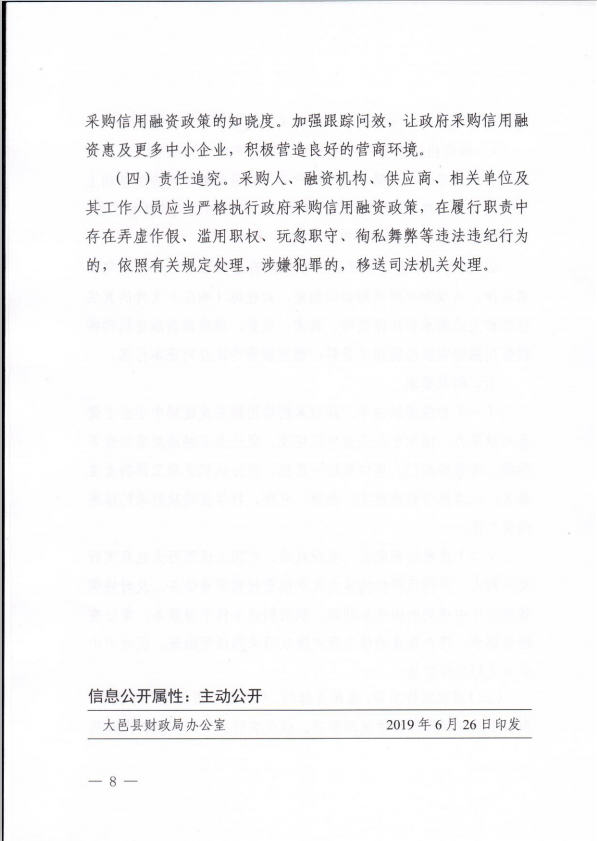 采购信用融资政策的知晓度。加强跟踪问效，让政府采购信用融
资惠及更多中小企业，积极营造良好的营商环境。
（四）责任追究。采购人、融资机构、供应商、相关单位及
其工作人员应当严格执行政府采购信用融资政策，在履行职责中
存在弄虚作假、滥用职权、玩忽职守、徇私舞弊等违法违纪行为
的，依照有关规定处理，涉嫌犯罪的，移送司法机关处理。
信息公开属性：主动公开
大邑县财政局办公室 2019年6月26日印发
— 8 —